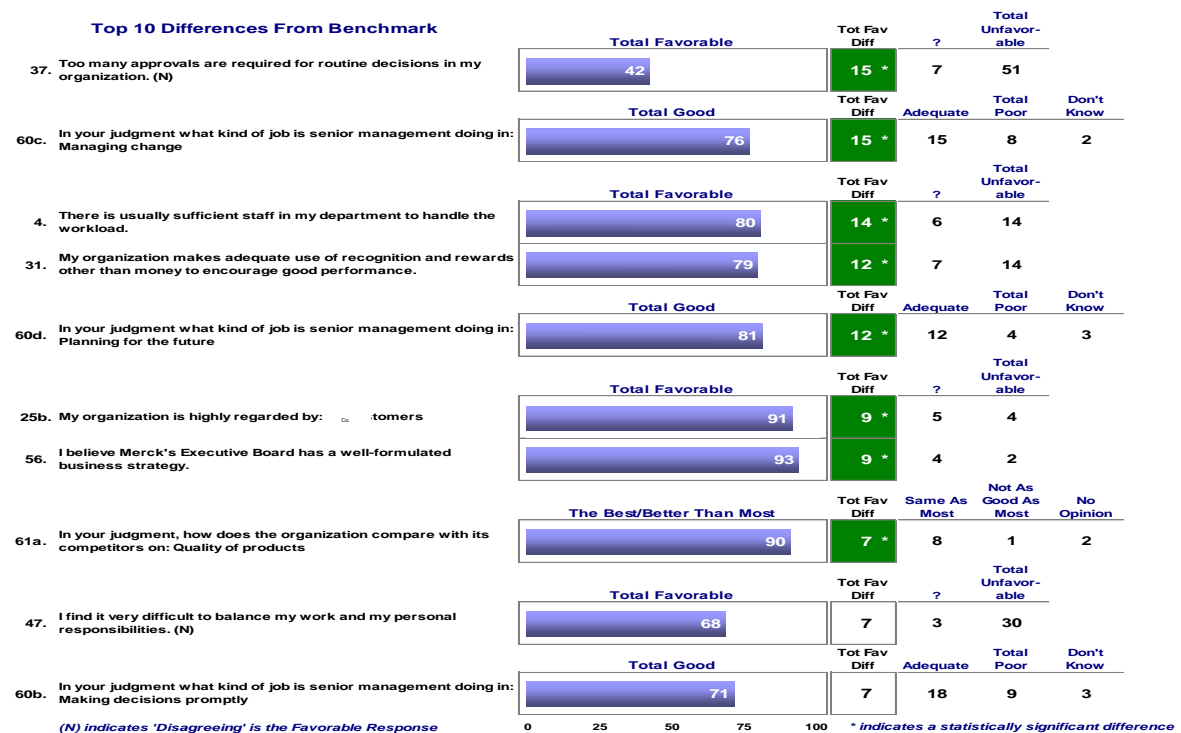 Top 10 Differences From Benchmark
Total Favorable
Tot Fav
Diff
?
Total
Unfavor-
able
37. Too many approvals are required for routine decisions in my
organization. (N)
42 15 * 7 51
Total Good
Tot Fav
Diff
Adequate
Total
Poor
Don't
Know
60c. In your judgment what kind of job is senior management doing in:
Managing change
76 15 * 15 8 2
Total Favorable
Tot Fav
Diff
?
Total
Unfavor-
able
4. There is usually sufficient staff in my department to handle the
workload.
80 14 * 6 14
31. My organization makes adequate use of recognition and rewards
other than money to encourage good performance.
79 12 * 7 14
Total Good
Tot Fav
Diff
Adequate
Total
Poor
Don't
Know
60d. In your judgment what kind of job is senior management doing in:
Planning for the future
81 12 * 12 4 3
Total Favorable
Tot Fav
Diff
?
Total
Unfavor-
able
25b. My organization is highly regarded by: tomers
91 9 * 5 4
56. I believe Merck's Executive Board has a well-formulated
business strategy.
93 9 * 4 2
The Best/Better Than Most
Tot Fav
Diff
Same As
Most
Not As
Good As
Most
No
Opinion
61a. In your judgment, how does the organization compare with its
competitors on: Quality of products
90 7 * 8 1 2
Total Favorable
Tot Fav
Diff
?
Total
Unfavor-
able
47. I find it very difficult to balance my work and my personal
responsibilities. (N)
68 7 3 30
Total Good
Tot Fav
Diff
Adequate
Total
Poor
Don't
Know
60b. In your judgment what kind of job is senior management doing in:
Making decisions promptly
71 7 18 9 3
(N) indicates 'Disagreeing' is the Favorable Response
0 25 50 75 100
* indicates a statistically significant difference